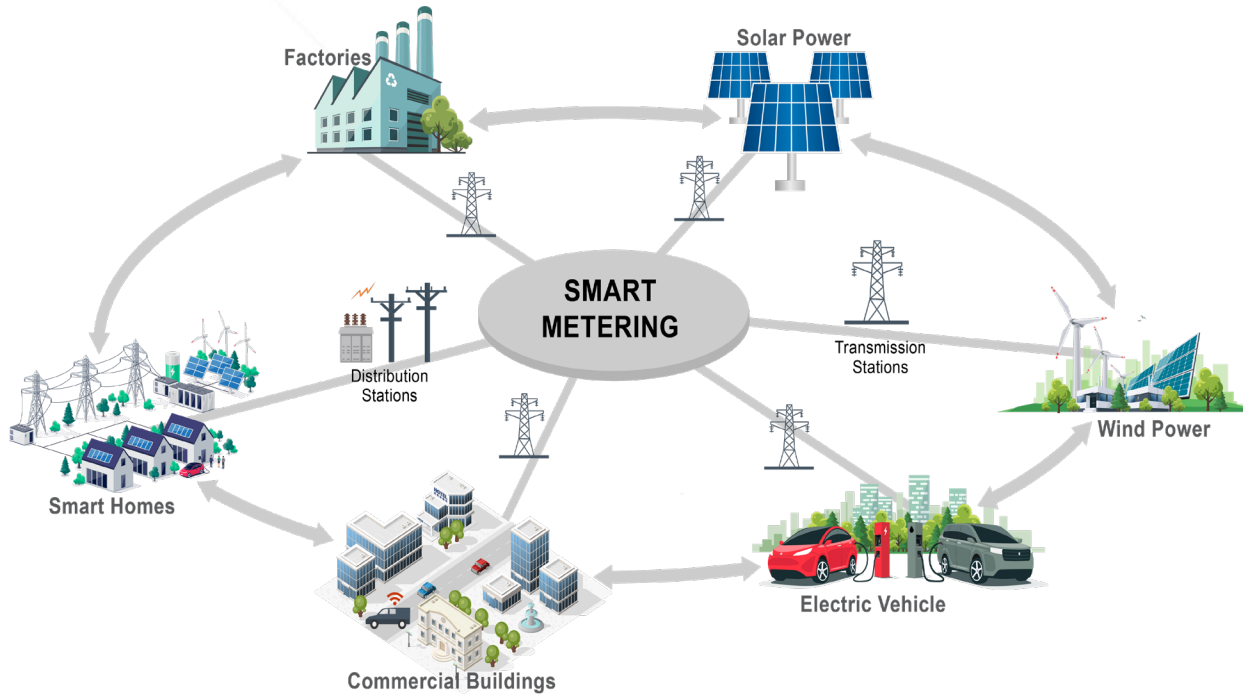 Factories
Solar Power
SMART
METERING
Distribution
Stations
Transmission
Stations
Wind Power
Smart Homes
Electric Vehicle
Commercial Buildings